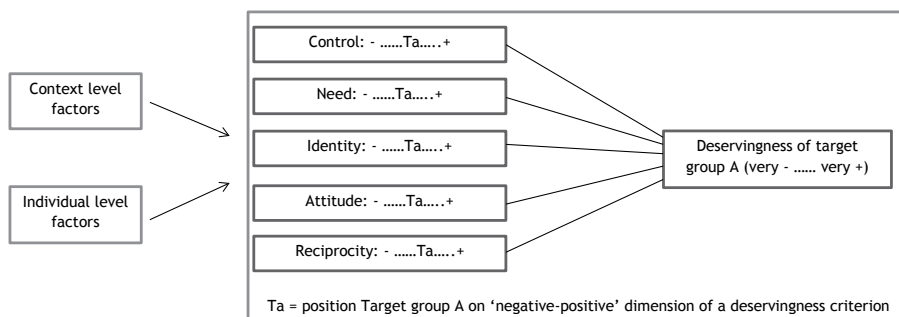 Context level
factors
Individual level
factors
Control: - ……Ta…..+
Need: - ……Ta…..+
Identity: - ……Ta…..+
Attitude: - ……Ta…..+
Reciprocity: - ……Ta…..+
Deservingness of target
group A (very - …… very +)
Ta = position Target group A on ‘negative-positive’ dimension of a deservingness criterion